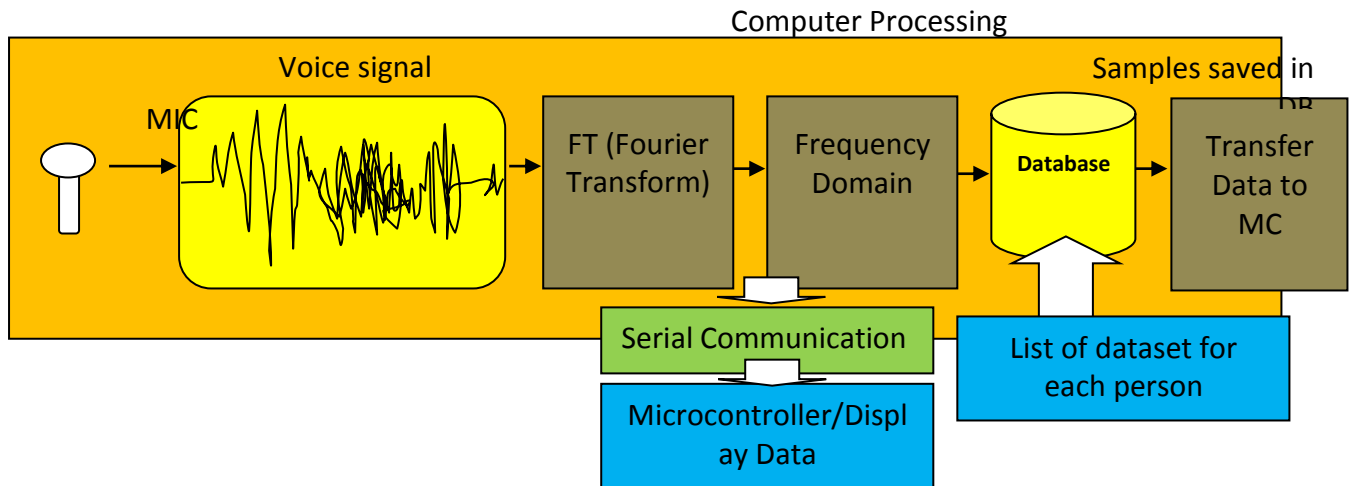 Computer Processing
Voice signal
Samples saved in
DB
MIC
FT (Fourier
Transform)
Frequency
Domain
Database
Transfer
Data to
MC
Serial Communication
List of dataset for
each person
Microcontroller/Displ
ay Data